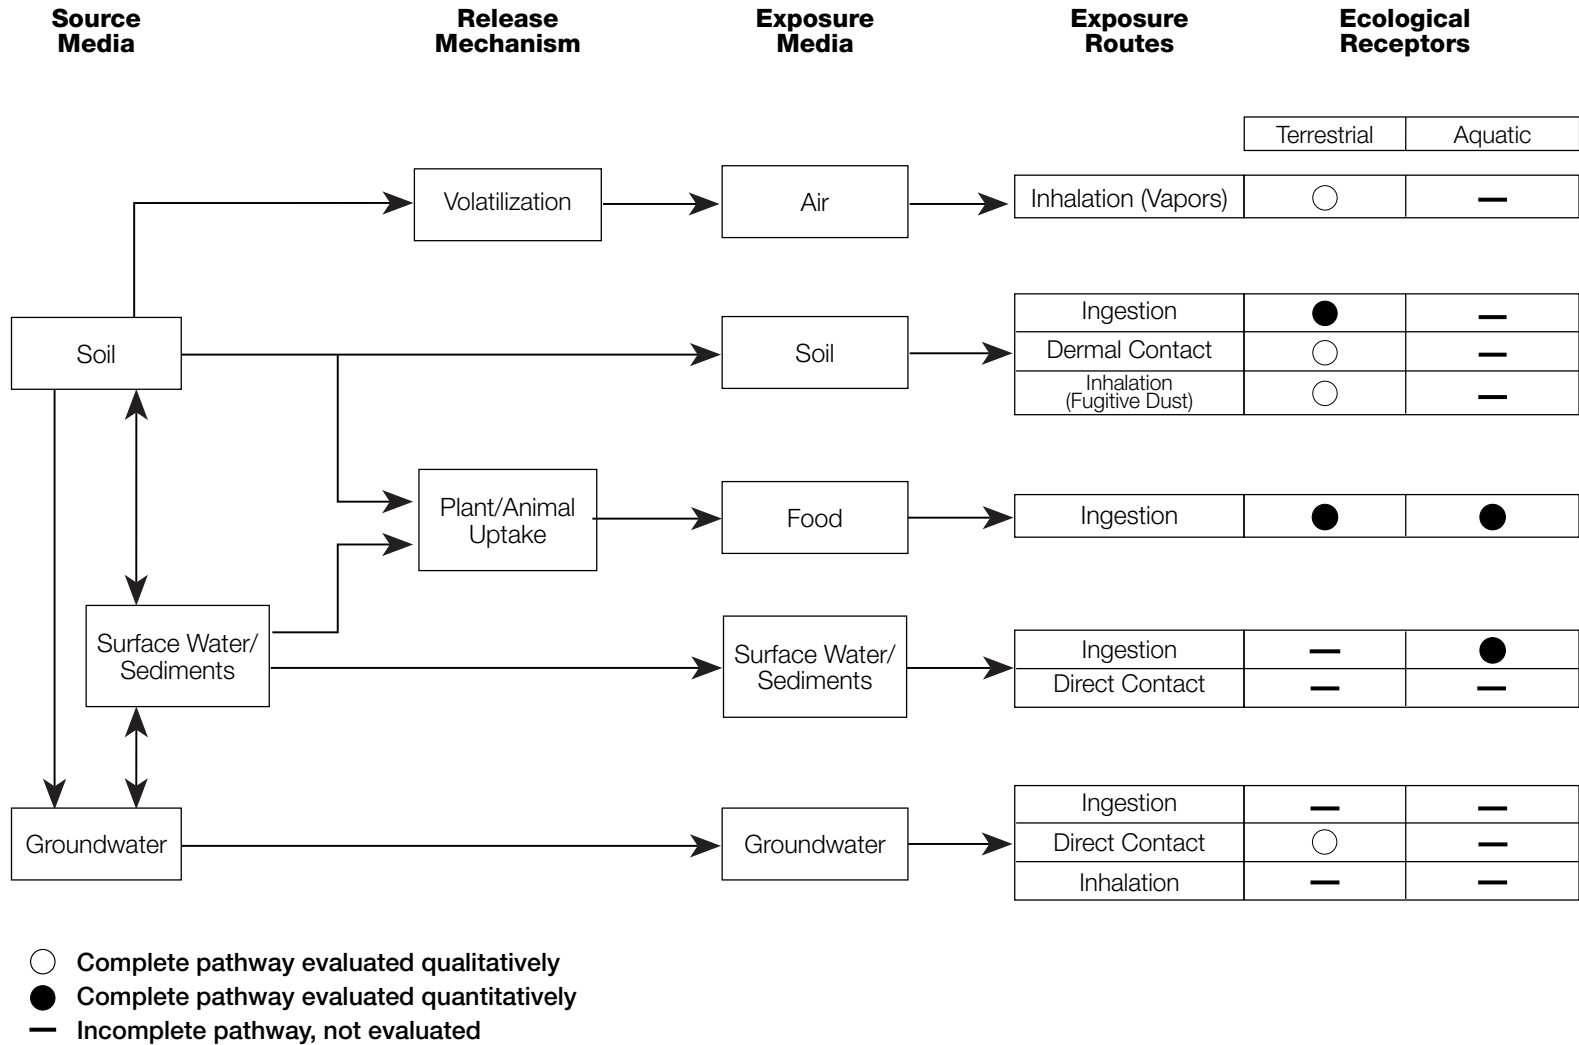 Source
Media
Release
Mechanism
Exposure
Media
Exposure
Routes
Ecological
Receptors
Terrestrial
Aquatic
Volatilization
Air
Inhalation (Vapors)
Soil
Soil
Ingestion
Dermal Contact
Inhalation
(Fugitive Dust)
Plant/Animal
Uptake
Food
Ingestion
Surface Water/
Sediments
Surface Water/
Sediments
Ingestion
Direct Contact
Groundwater
Groundwater
Ingestion
Direct Contact
Inhalation
Complete pathway evaluated qualitatively
Complete pathway evaluated quantitatively
Incomplete pathway, not evaluated